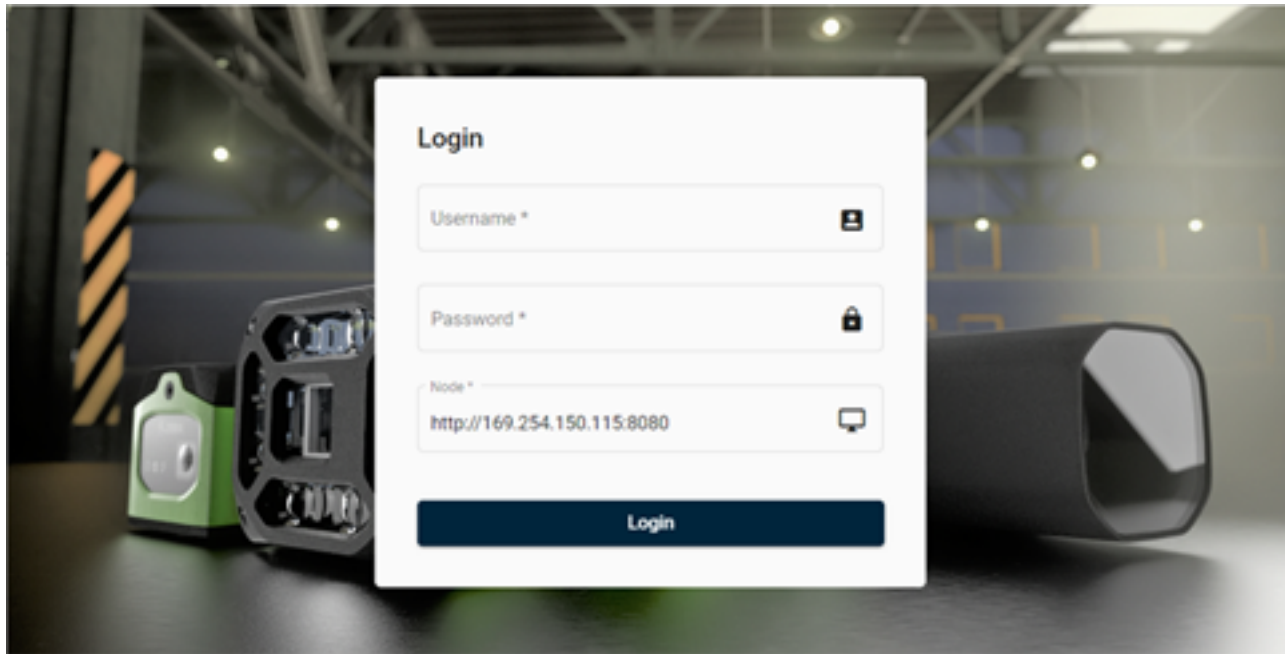 Login
Username *
Password *
Node *
http://169.254.150.115:8080
Login